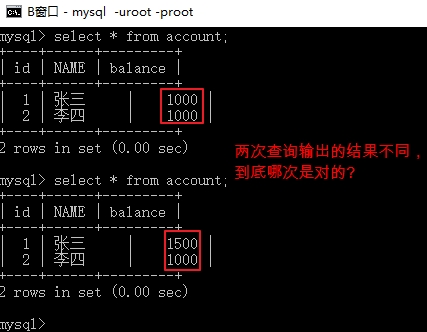 B窗口 - mysql -uroot -proot
mysql> select * from account;
+----+------+---------+
| id | NAME | balance |
+----+------+---------+
| 1 | 张三 | 1000
| 2 | 李四 | 1000
+----+------+---------+
2 rows in set (0.00 sec)
两次查询输出的结果不同，
到底哪次是对的?
mysql> select * from account;
+----+------+---------+
| id | NAME | balance |
+----+------+---------+
| 1 | 张三 | 1500
| 2 | 李四 | 1000
+----+------+---------+
2 rows in set (0.00 sec)
mysql>